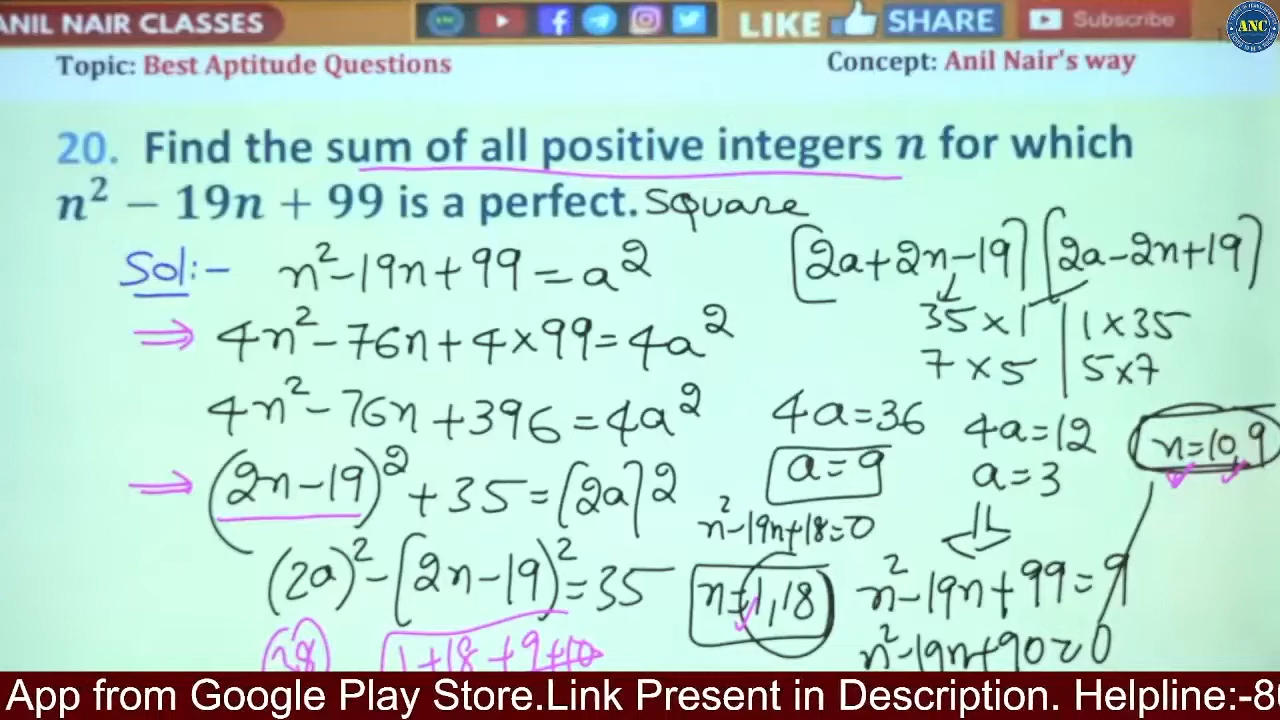 ANIL NAIR CLASSES
LIKE SHARE Subscribe
ANC
Topic: Best Aptitude Questions
Concept: Anil Nair's way
20. Find the sum of all positive integers n for which
n² − 19n + 99 is a perfect. Square
Sol:- n²-19n+99=a²
⇒ 4n²-76n+4×99=4a²
4n²-76n+396=4a²
⇒ (2n-19)²+35=(2a)²
(2a)²-(2n-19)²=35
28 1+18+9+10
[2a+2n-19][2a-2n+19]
35×1 | 1×35
7×5 | 5×7
4a=36
a=9
n²-19n+18=0
n=1,18
4a=12
a=3
n²-19n+99=9
n²-19n+90=0
n=10,9
App from Google Play Store.Link Present in Description. Helpline:-8